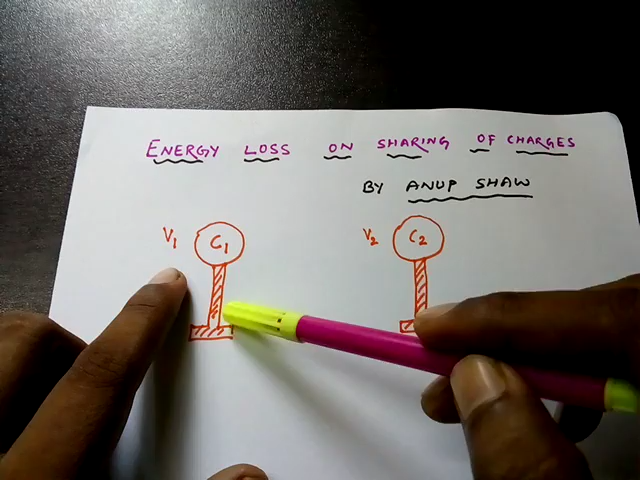 ENERGY LOSS ON SHARING OF CHARGES
BY ANUP SHAW
V1 C1 V2 C2